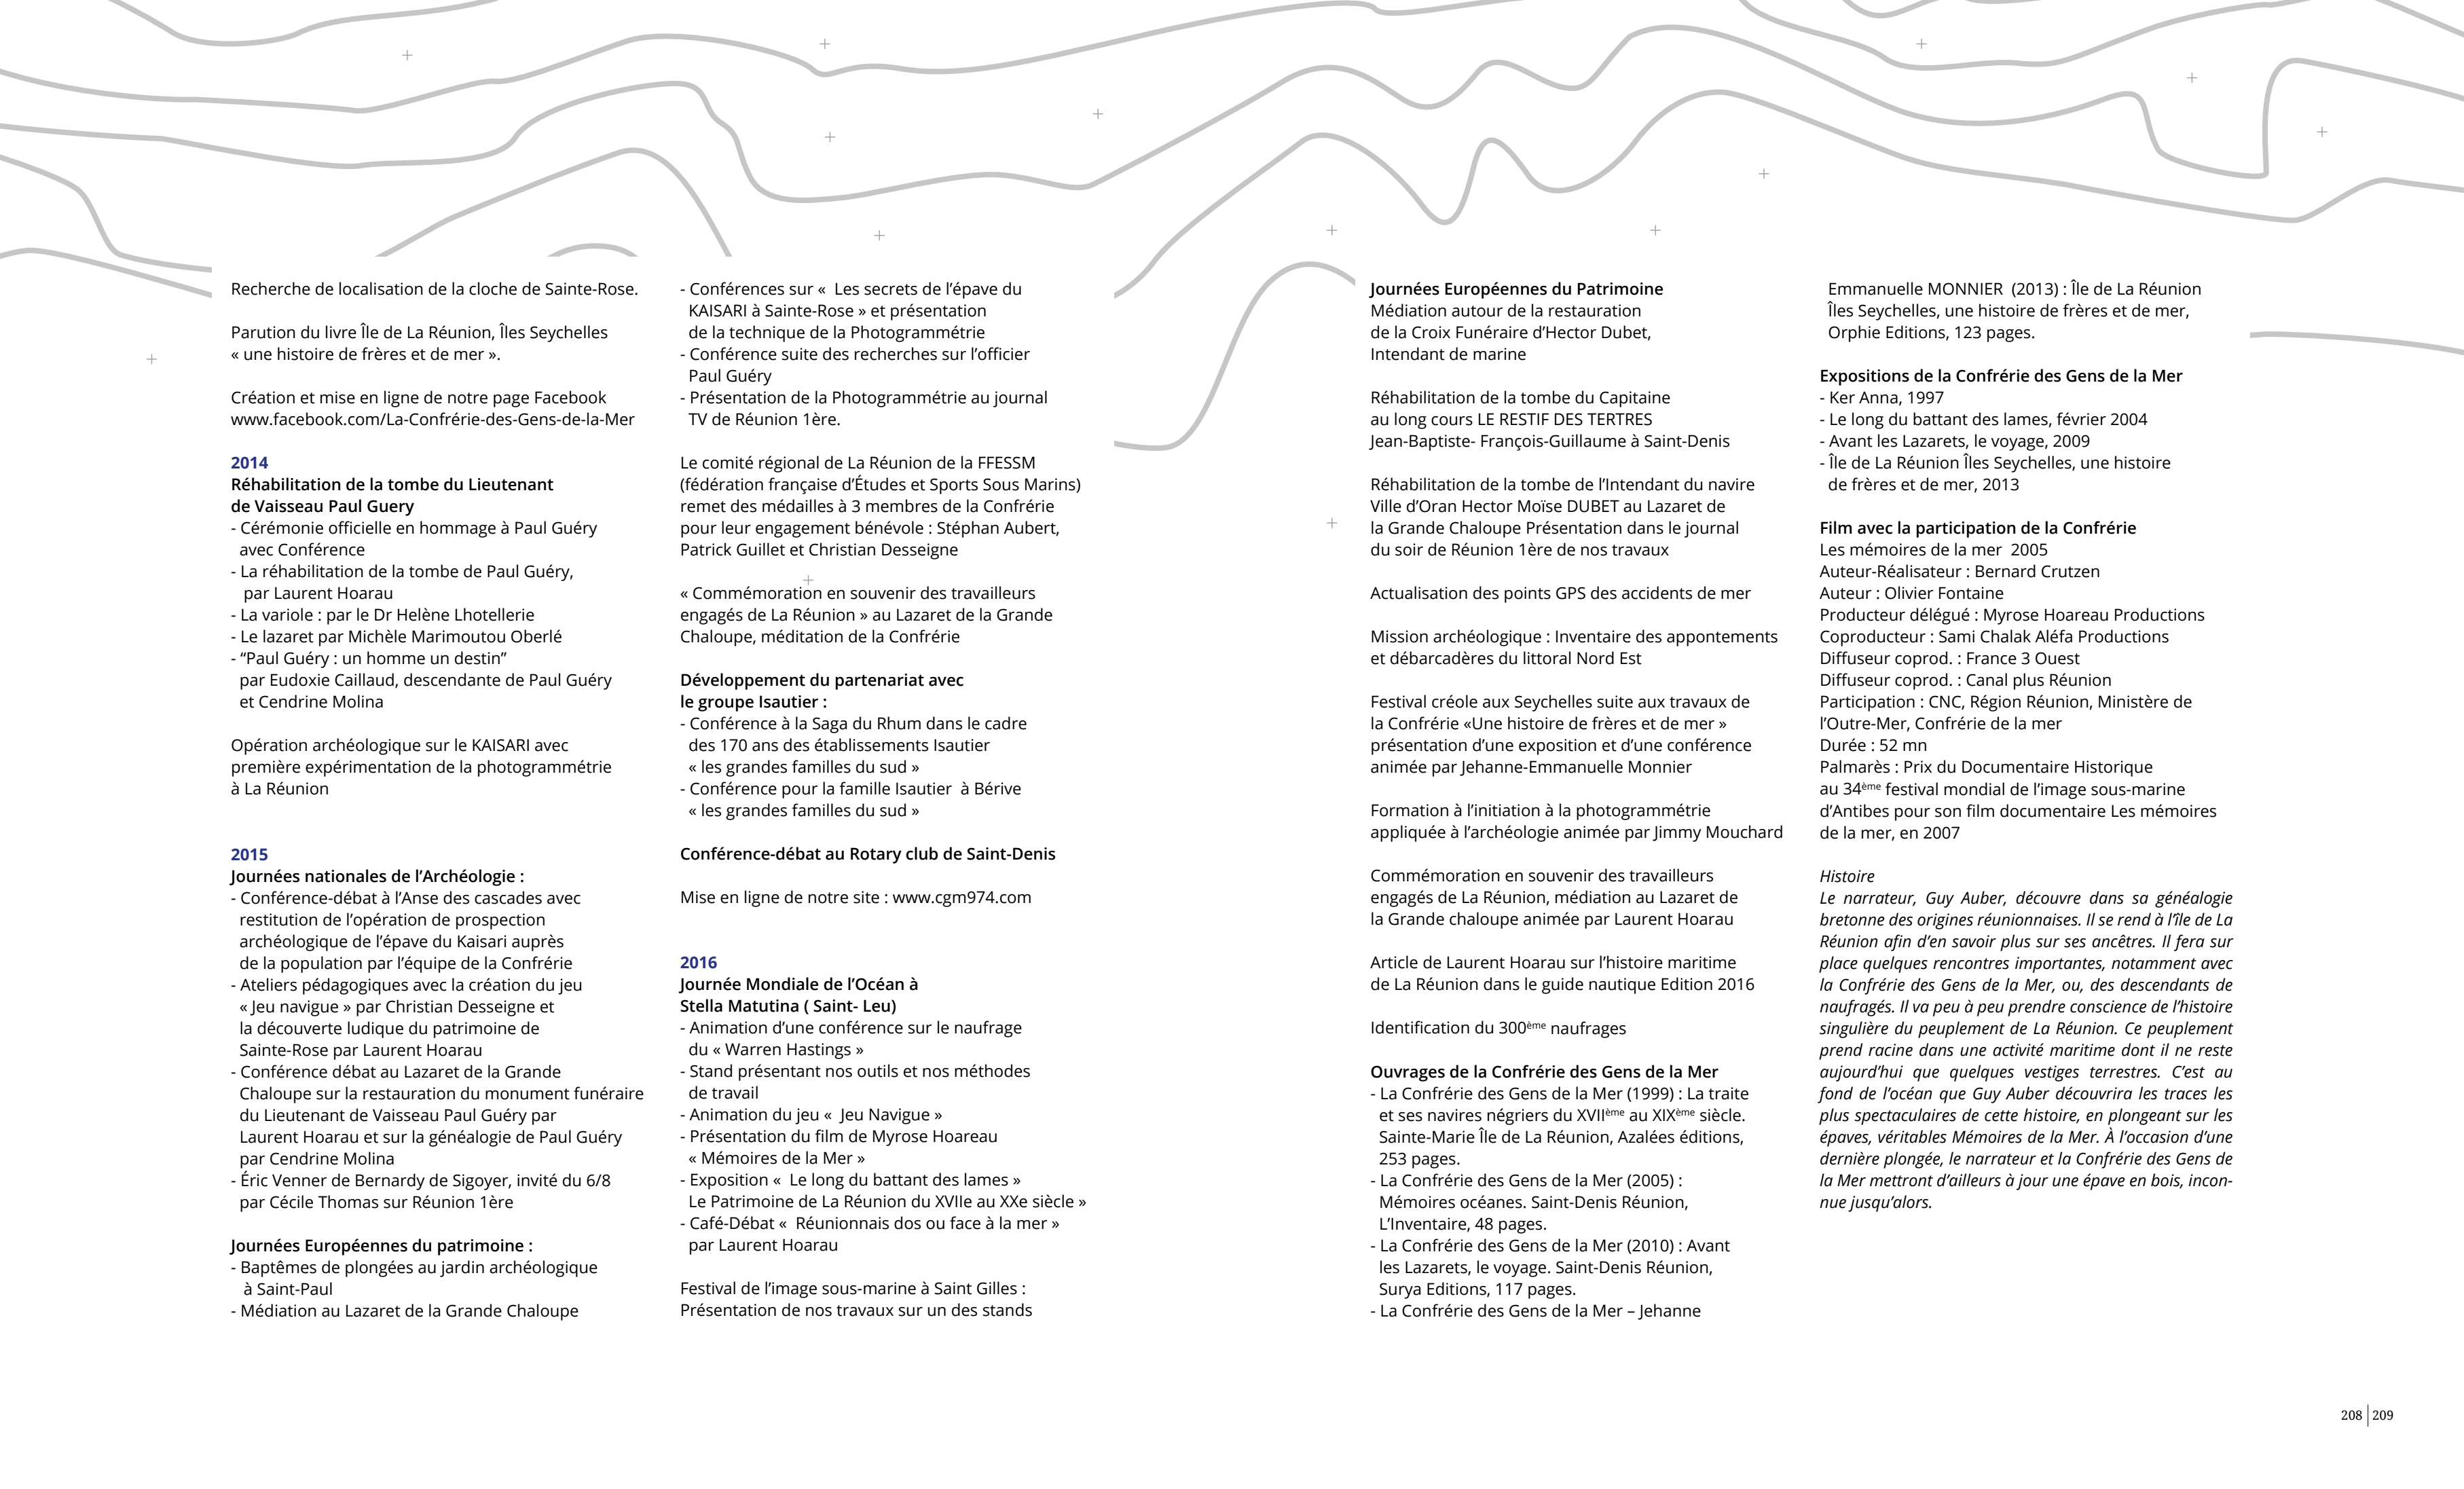 Recherche de localisation de la cloche de Sainte-Rose.
Parution du livre Île de La Réunion, Îles Seychelles
« une histoire de frères et de mer ».
Création et mise en ligne de notre page Facebook
www.facebook.com/La-Confrérie-des-Gens-de-la-Mer
2014
Réhabilitation de la tombe du Lieutenant
de Vaisseau Paul Guery
- Cérémonie officielle en hommage à Paul Guéry
avec Conférence
- La réhabilitation de la tombe de Paul Guéry,
par Laurent Hoarau
- La variole : par le Dr Helène Lhotellerie
- Le lazaret par Michèle Marimoutou Oberlé
- “Paul Guéry : un homme un destin”
par Eudoxie Caillaud, descendante de Paul Guéry
et Cendrine Molina
Opération archéologique sur le KAISARI avec
première expérimentation de la photogrammétrie
à La Réunion
2015
Journées nationales de l’Archéologie :
- Conférence-débat à l’Anse des cascades avec
restitution de l’opération de prospection
archéologique de l’épave du Kaisari auprès
de la population par l’équipe de la Confrérie
- Ateliers pédagogiques avec la création du jeu
« Jeu navigue » par Christian Desseigne et
la découverte ludique du patrimoine de
Sainte-Rose par Laurent Hoarau
- Conférence débat au Lazaret de la Grande
Chaloupe sur la restauration du monument funéraire
du Lieutenant de Vaisseau Paul Guéry par
Laurent Hoarau et sur la généalogie de Paul Guéry
par Cendrine Molina
- Éric Venner de Bernardy de Sigoyer, invité du 6/8
par Cécile Thomas sur Réunion 1ère
Journées Européennes du patrimoine :
- Baptêmes de plongées au jardin archéologique
à Saint-Paul
- Médiation au Lazaret de la Grande Chaloupe
- Conférences sur « Les secrets de l’épave du
KAISARI à Sainte-Rose » et présentation
de la technique de la Photogrammétrie
- Conférence suite des recherches sur l’officier
Paul Guéry
- Présentation de la Photogrammétrie au journal
TV de Réunion 1ère.
Le comité régional de La Réunion de la FFESSM
(fédération française d’Études et Sports Sous Marins)
remet des médailles à 3 membres de la Confrérie
pour leur engagement bénévole : Stéphan Aubert,
Patrick Guillet et Christian Desseigne
« Commémoration en souvenir des travailleurs
engagés de La Réunion » au Lazaret de la Grande
Chaloupe, méditation de la Confrérie
Développement du partenariat avec
le groupe Isautier :
- Conférence à la Saga du Rhum dans le cadre
des 170 ans des établissements Isautier
« les grandes familles du sud »
- Conférence pour la famille Isautier à Bérive
« les grandes familles du sud »
Conférence-débat au Rotary club de Saint-Denis
Mise en ligne de notre site : www.cgm974.com
2016
Journée Mondiale de l’Océan à
Stella Matutina ( Saint- Leu)
- Animation d’une conférence sur le naufrage
du « Warren Hastings »
- Stand présentant nos outils et nos méthodes
de travail
- Animation du jeu « Jeu Navigue »
- Présentation du film de Myrose Hoareau
« Mémoires de la Mer »
- Exposition « Le long du battant des lames »
Le Patrimoine de La Réunion du XVIIe au XXe siècle »
- Café-Débat « Réunionnais dos ou face à la mer »
par Laurent Hoarau
Festival de l’image sous-marine à Saint Gilles :
Présentation de nos travaux sur un des stands
Journées Européennes du Patrimoine
Médiation autour de la restauration
de la Croix Funéraire d’Hector Dubet,
Intendant de marine
Réhabilitation de la tombe du Capitaine
au long cours LE RESTIF DES TERTRES
Jean-Baptiste- François-Guillaume à Saint-Denis
Réhabilitation de la tombe de l’Intendant du navire
Ville d’Oran Hector Moïse DUBET au Lazaret de
la Grande Chaloupe Présentation dans le journal
du soir de Réunion 1ère de nos travaux
Actualisation des points GPS des accidents de mer
Mission archéologique : Inventaire des appontements
et débarcadères du littoral Nord Est
Festival créole aux Seychelles suite aux travaux de
la Confrérie «Une histoire de frères et de mer »
présentation d’une exposition et d’une conférence
animée par Jehanne-Emmanuelle Monnier
Formation à l’initiation à la photogrammétrie
appliquée à l’archéologie animée par Jimmy Mouchard
Commémoration en souvenir des travailleurs
engagés de La Réunion, médiation au Lazaret de
la Grande chaloupe animée par Laurent Hoarau
Article de Laurent Hoarau sur l’histoire maritime
de La Réunion dans le guide nautique Edition 2016
Identification du 300ème naufrages
Ouvrages de la Confrérie des Gens de la Mer
- La Confrérie des Gens de la Mer (1999) : La traite
et ses navires négriers du XVIIème au XIXème siècle.
Sainte-Marie Île de La Réunion, Azalées éditions,
253 pages.
- La Confrérie des Gens de la Mer (2005) :
Mémoires océanes. Saint-Denis Réunion,
L’Inventaire, 48 pages.
- La Confrérie des Gens de la Mer (2010) : Avant
les Lazarets, le voyage. Saint-Denis Réunion,
Surya Editions, 117 pages.
- La Confrérie des Gens de la Mer – Jehanne
Emmanuelle MONNIER (2013) : Île de La Réunion
Îles Seychelles, une histoire de frères et de mer,
Orphie Editions, 123 pages.
Expositions de la Confrérie des Gens de la Mer
- Ker Anna, 1997
- Le long du battant des lames, février 2004
- Avant les Lazarets, le voyage, 2009
- Île de La Réunion Îles Seychelles, une histoire
de frères et de mer, 2013
Film avec la participation de la Confrérie
Les mémoires de la mer 2005
Auteur-Réalisateur : Bernard Crutzen
Auteur : Olivier Fontaine
Producteur délégué : Myrose Hoareau Productions
Coproducteur : Sami Chalak Aléfa Productions
Diffuseur coprod. : France 3 Ouest
Diffuseur coprod. : Canal plus Réunion
Participation : CNC, Région Réunion, Ministère de
l’Outre-Mer, Confrérie de la mer
Durée : 52 mn
Palmarès : Prix du Documentaire Historique
au 34ème festival mondial de l’image sous-marine
d’Antibes pour son film documentaire Les mémoires
de la mer, en 2007
Histoire
Le narrateur, Guy Auber, découvre dans sa généalogie
bretonne des origines réunionnaises. Il se rend à l’île de La
Réunion afin d’en savoir plus sur ses ancêtres. Il fera sur
place quelques rencontres importantes, notamment avec
la Confrérie des Gens de la Mer, ou, des descendants de
naufragés. Il va peu à peu prendre conscience de l’histoire
singulière du peuplement de La Réunion. Ce peuplement
prend racine dans une activité maritime dont il ne reste
aujourd’hui que quelques vestiges terrestres. C’est au
fond de l’océan que Guy Auber découvrira les traces les
plus spectaculaires de cette histoire, en plongeant sur les
épaves, véritables Mémoires de la Mer. À l’occasion d’une
dernière plongée, le narrateur et la Confrérie des Gens de
la Mer mettront d’ailleurs à jour une épave en bois, incon-
nue jusqu’alors.
208 | 209